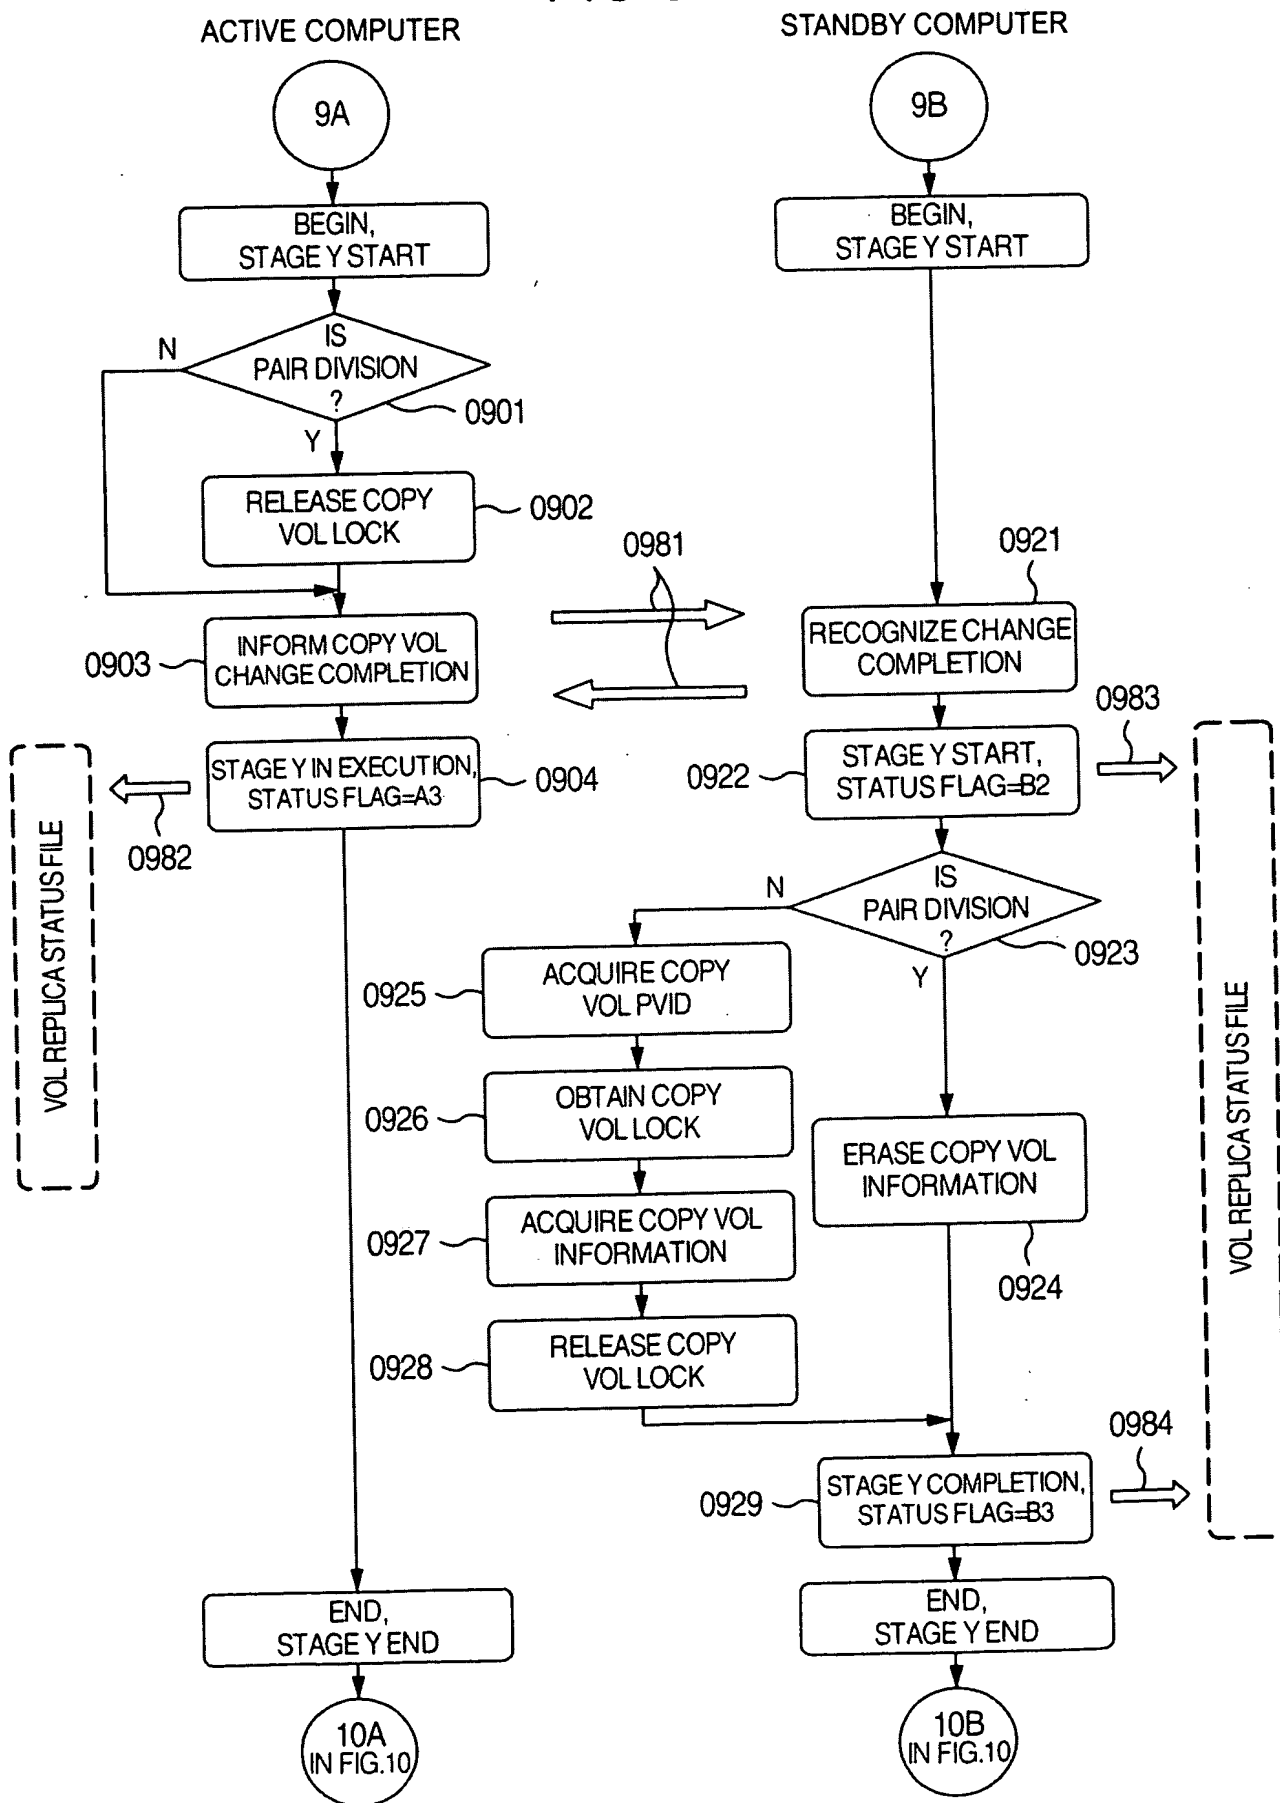 ACTIVE COMPUTER
STANDBY COMPUTER
9A
9B
BEGIN,
STAGE Y START
BEGIN,
STAGE Y START
IS
PAIR DIVISION
?
N
0901
Y
RELEASE COPY
VOL LOCK
0902
0981
0921
INFORM COPY VOL
CHANGE COMPLETION
0903
RECOGNIZE CHANGE
COMPLETION
0983
STAGE Y IN EXECUTION,
STATUS FLAG=A3
0904
0922
STAGE Y START,
STATUS FLAG=B2
0982
VOL REPLICA STATUS FILE
IS
PAIR DIVISION
?
N
0923
Y
0925
ACQUIRE COPY
VOL PVID
VOL REPLICA STATUS FILE
0926
OBTAIN COPY
VOL LOCK
ERASE COPY VOL
INFORMATION
0927
ACQUIRE COPY VOL
INFORMATION
0924
0928
RELEASE COPY
VOL LOCK
0984
0929
STAGE Y COMPLETION,
STATUS FLAG=B3
END,
STAGE Y END
END,
STAGE Y END
10A
IN FIG.10
10B
IN FIG.10